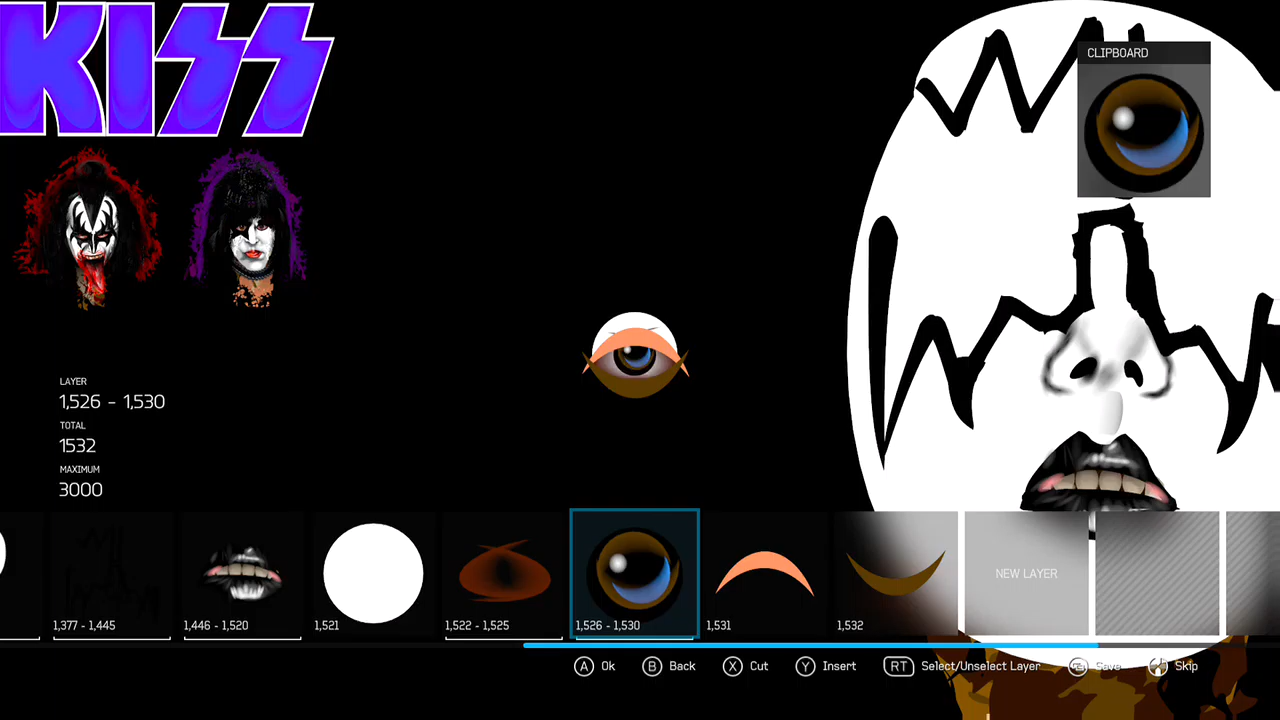 KISS
CLIPBOARD
LAYER
1,526 - 1,530
TOTAL
1532
MAXIMUM
3000
1,377 - 1,445
1,446 - 1,520
1,521
1,522 - 1,525
1,526 - 1,530
1,531
1,532
NEW LAYER
A Ok B Back X Cut Y Insert RT Select/Unselect Layer Save Skip